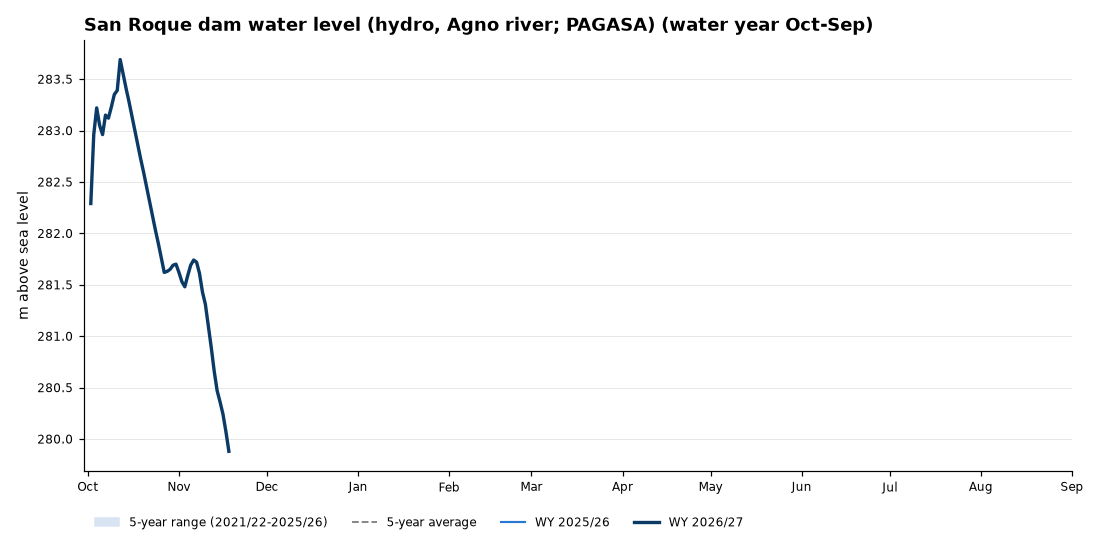 San Roque dam water level (hydro, Agno river; PAGASA) (water year Oct-Sep)
m above sea level
283.5
283.0
282.5
282.0
281.5
281.0
280.5
280.0
Oct Nov Dec Jan Feb Mar Apr May Jun Jul Aug Sep
5-year range (2021/22-2025/26) 5-year average WY 2025/26 WY 2026/27